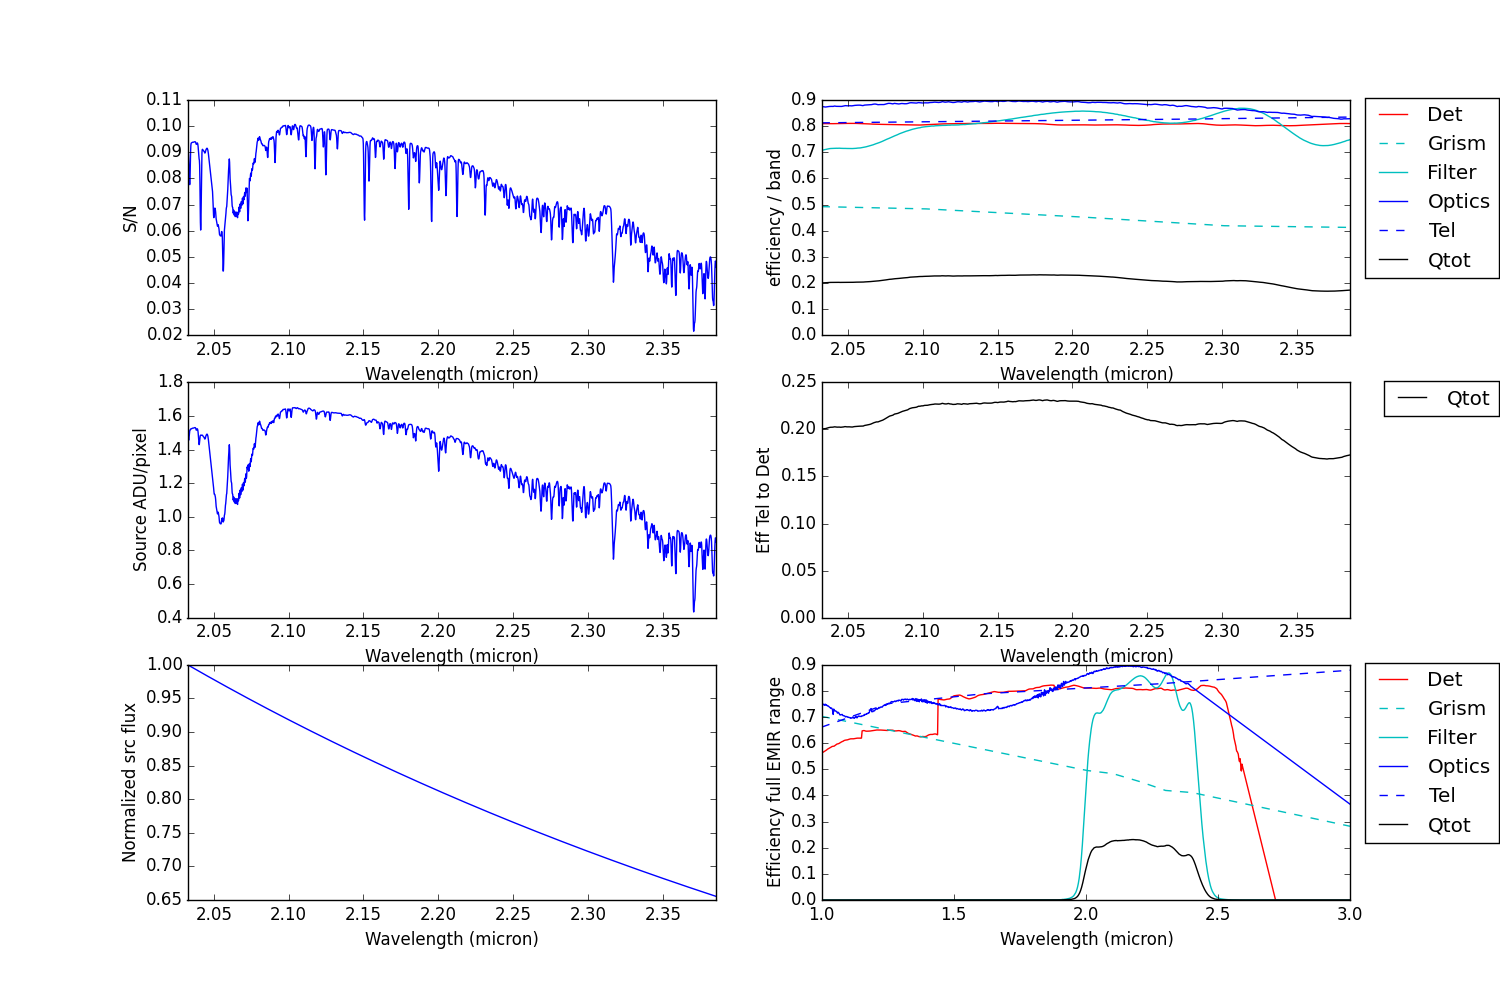 0.11
0.10
0.09
0.08
0.07
0.06
0.05
0.04
0.03
0.02
S/N
2.05 2.10 2.15 2.20 2.25 2.30 2.35
Wavelength (micron)
0.9
0.8
0.7
0.6
0.5
0.4
0.3
0.2
0.1
0.0
efficiency / band
2.05 2.10 2.15 2.20 2.25 2.30 2.35
Wavelength (micron)
Det
Grism
Filter
Optics
Tel
Qtot
1.8
1.6
1.4
1.2
1.0
0.8
0.6
0.4
Source ADU/pixel
2.05 2.10 2.15 2.20 2.25 2.30 2.35
Wavelength (micron)
0.25
0.20
0.15
0.10
0.05
0.00
Eff Tel to Det
2.05 2.10 2.15 2.20 2.25 2.30 2.35
Wavelength (micron)
Qtot
1.00
0.95
0.90
0.85
0.80
0.75
0.70
0.65
Normalized src flux
2.05 2.10 2.15 2.20 2.25 2.30 2.35
Wavelength (micron)
0.9
0.8
0.7
0.6
0.5
0.4
0.3
0.2
0.1
0.0
Efficiency full EMIR range
1.0 1.5 2.0 2.5 3.0
Wavelength (micron)
Det
Grism
Filter
Optics
Tel
Qtot